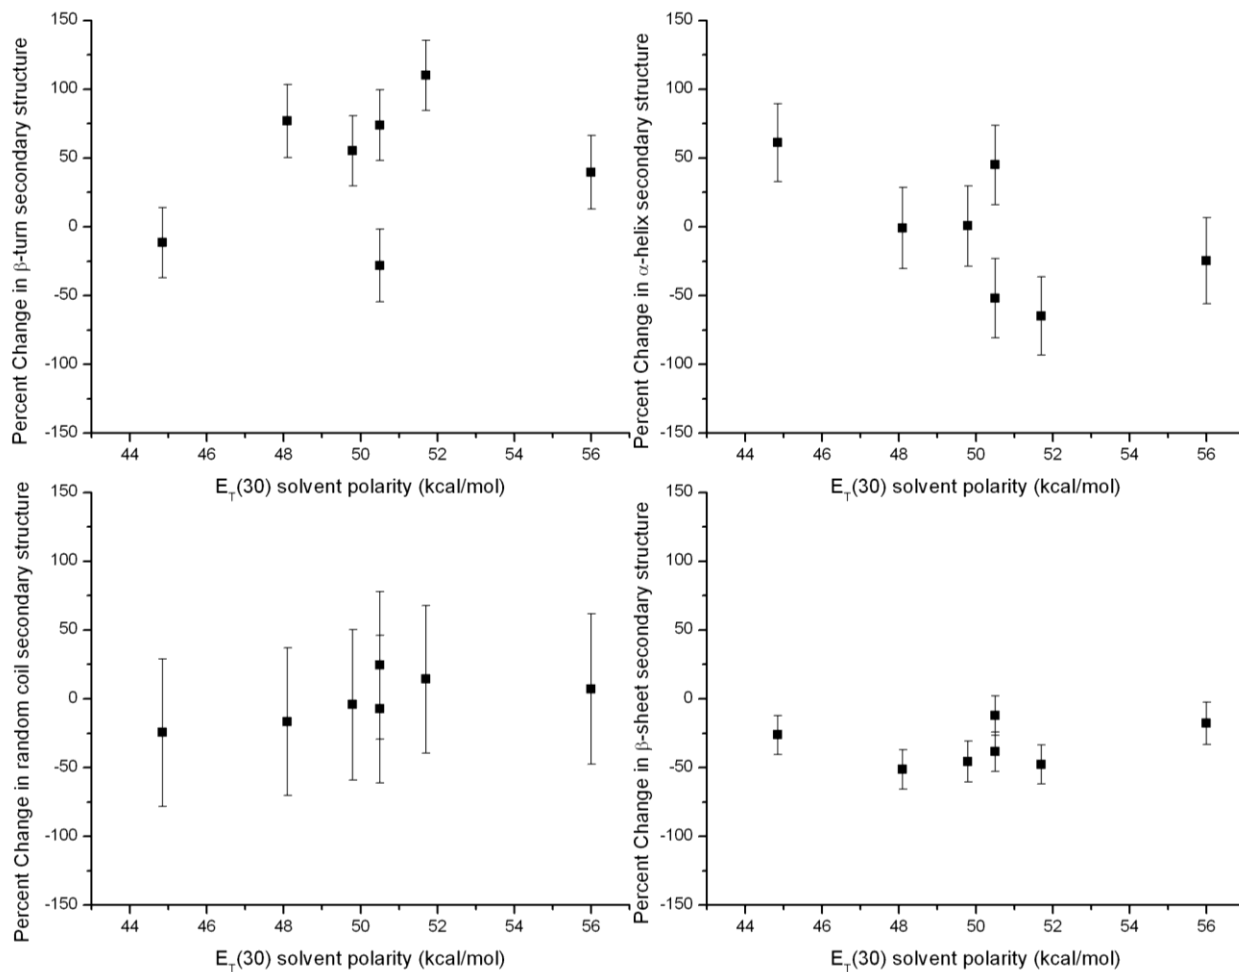 Percent Change in β-turn secondary structure
150
100
50
0
-50
-100
-150
44 46 48 50 52 54 56
E_T(30) solvent polarity (kcal/mol)
Percent Change in α-helix secondary structure
150
100
50
0
-50
-100
-150
44 46 48 50 52 54 56
E_T(30) solvent polarity (kcal/mol)
Percent Change in random coil secondary structure
150
100
50
0
-50
-100
-150
44 46 48 50 52 54 56
E_T(30) solvent polarity (kcal/mol)
Percent Change in β-sheet secondary structure
150
100
50
0
-50
-100
-150
44 46 48 50 52 54 56
E_T(30) solvent polarity (kcal/mol)